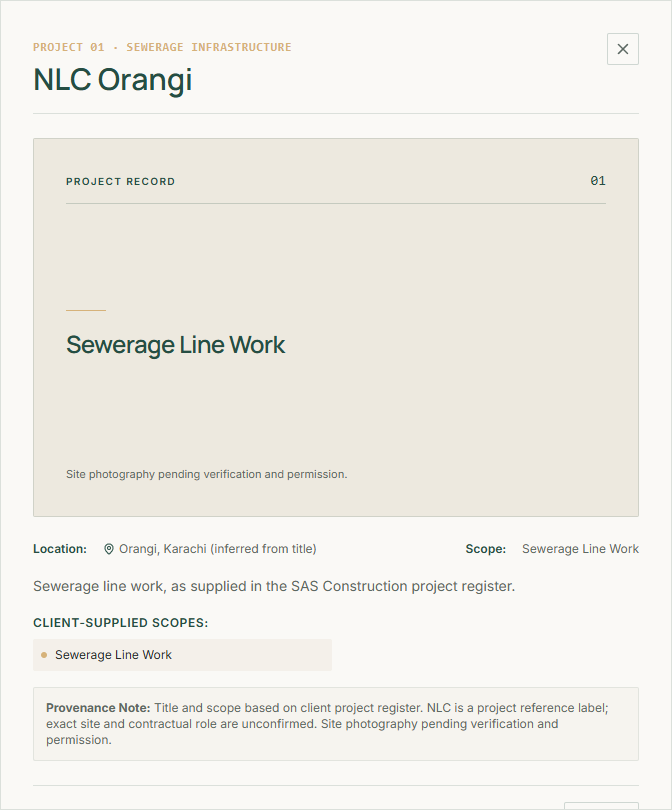 PROJECT 01 · SEWERAGE INFRASTRUCTURE
NLC Orangi
PROJECT RECORD
01
Sewerage Line Work
Site photography pending verification and permission.
Location: Orangi, Karachi (inferred from title)
Scope: Sewerage Line Work
Sewerage line work, as supplied in the SAS Construction project register.
CLIENT-SUPPLIED SCOPES:
Sewerage Line Work
Provenance Note: Title and scope based on client project register. NLC is a project reference label;
exact site and contractual role are unconfirmed. Site photography pending verification and
permission.